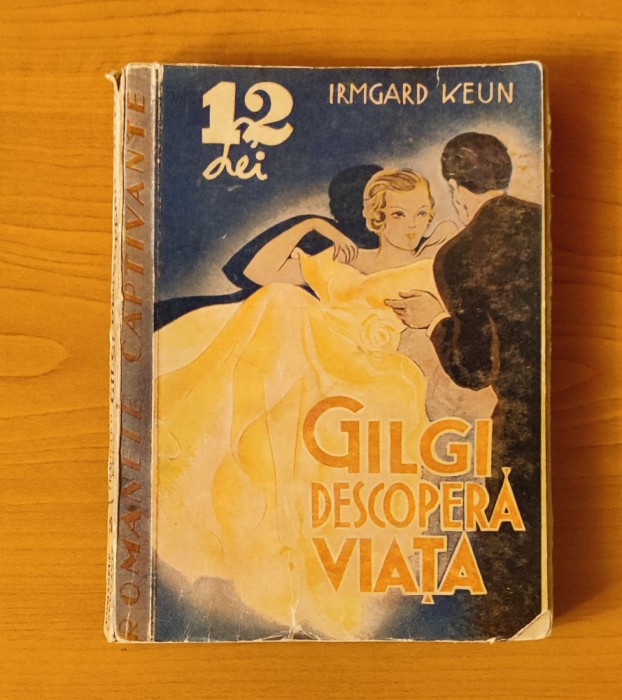 12
Lei
IRMGARD KEUN
ROMANELE CAPTIVANTE
GILGI
DESCOPERĂ
VIAȚA